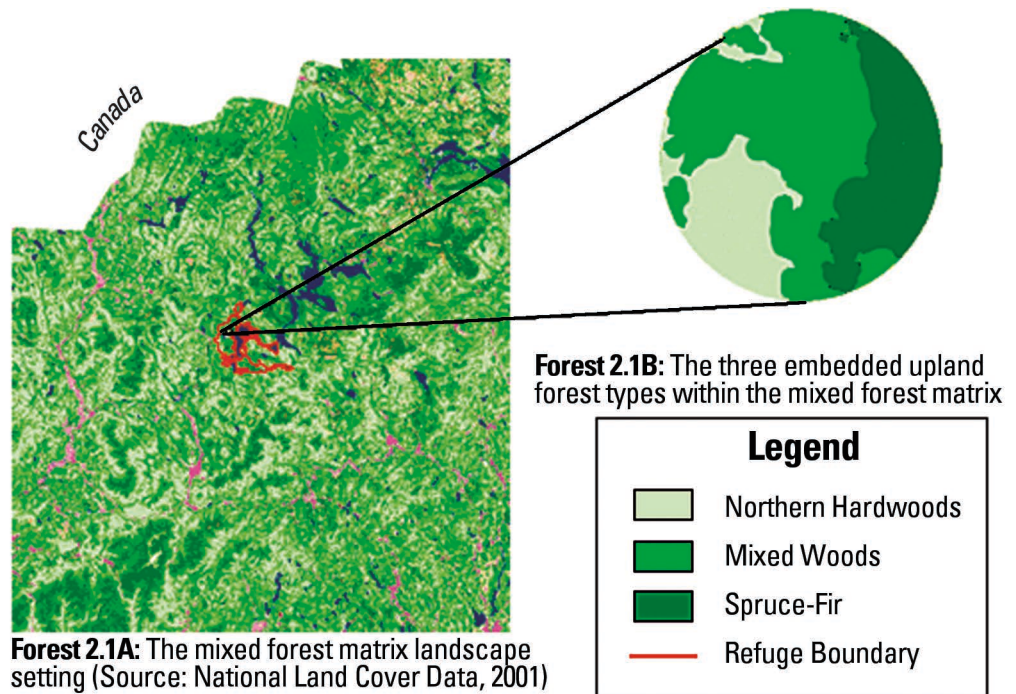 Canada
Forest 2.1B: The three embedded upland
forest types within the mixed forest matrix
Legend
Northern Hardwoods
Mixed Woods
Spruce-Fir
Refuge Boundary
Forest 2.1A: The mixed forest matrix landscape
setting (Source: National Land Cover Data, 2001)